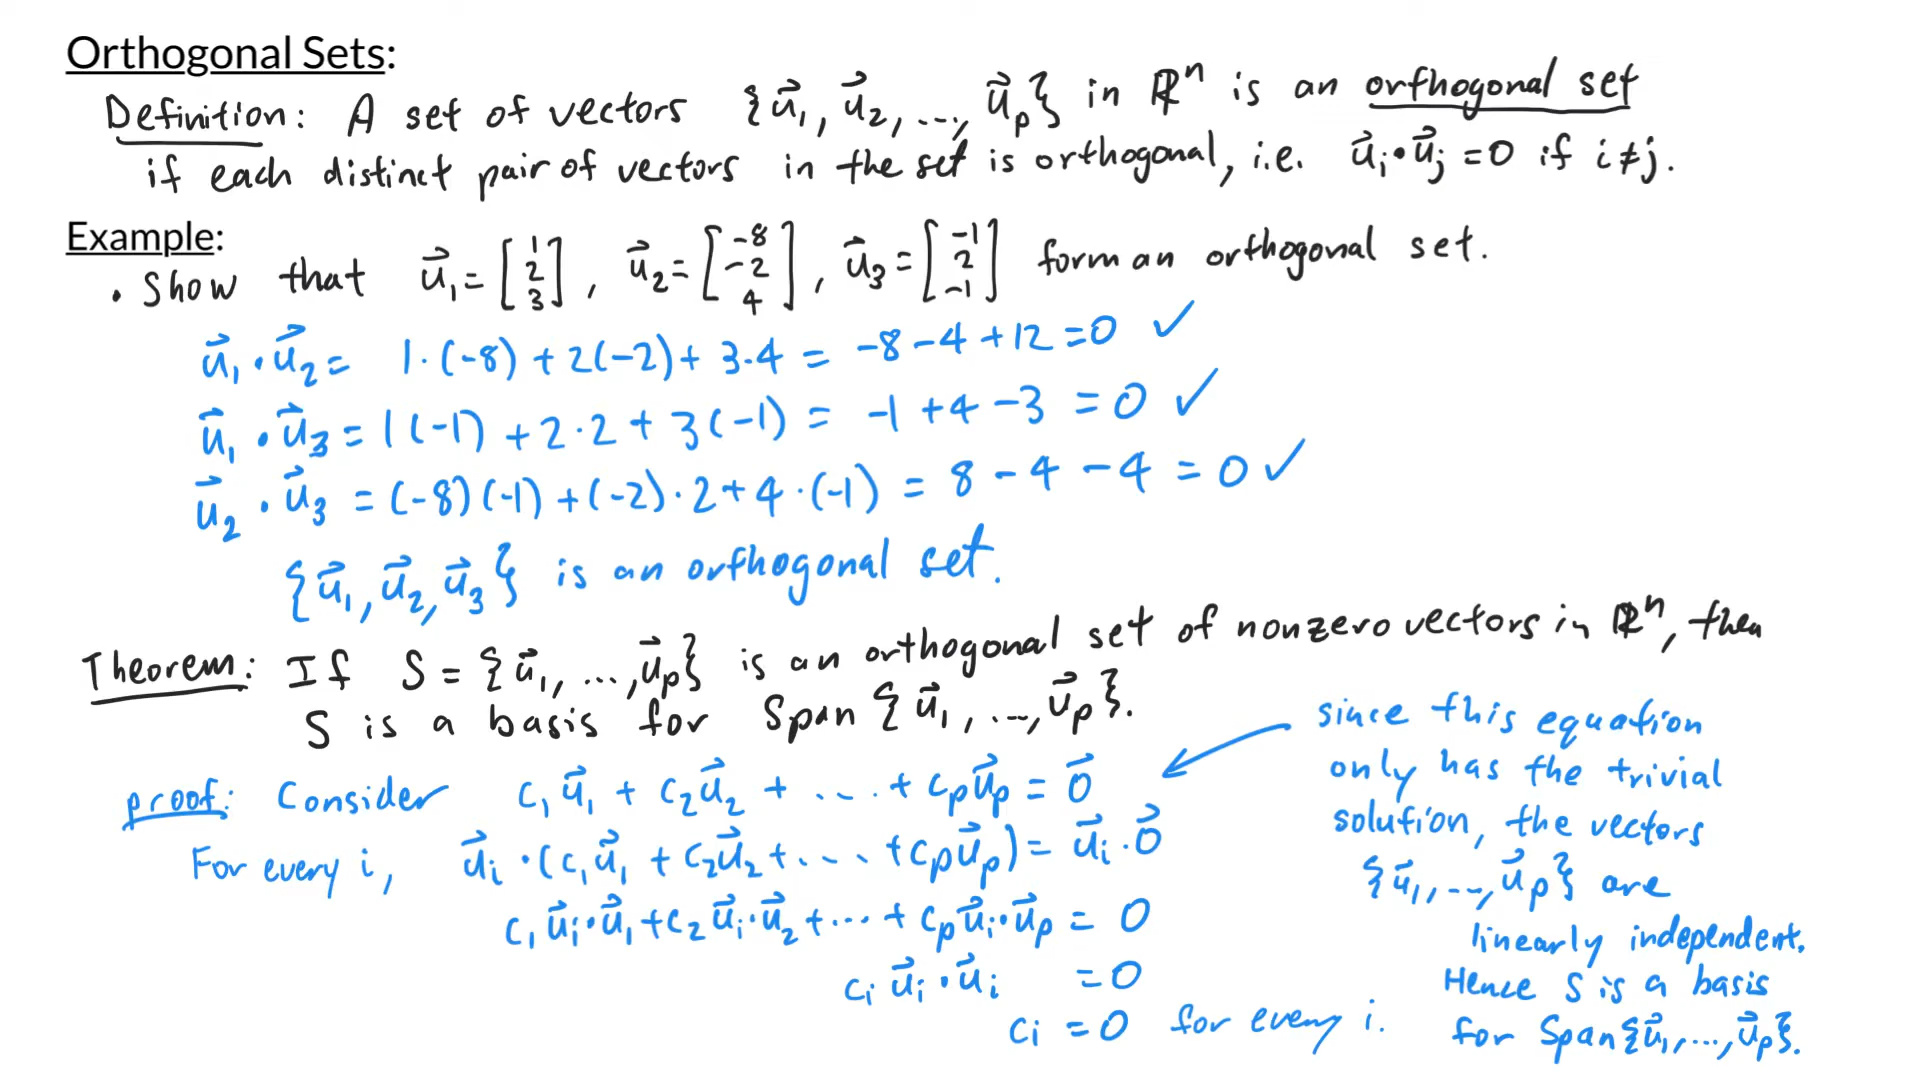 Orthogonal Sets:
Definition: A set of vectors {u⃗₁, u⃗₂, ..., u⃗ₚ} in ℝⁿ is an orthogonal set
if each distinct pair of vectors in the set is orthogonal, i.e. u⃗ᵢ·u⃗ⱼ = 0 if i≠j.
Example:
• Show that u⃗₁ = [1 2 3], u⃗₂ = [-8 -2 4], u⃗₃ = [-1 2 -1] form an orthogonal set.
u⃗₁·u⃗₂ = 1·(-8) + 2(-2) + 3·4 = -8 - 4 + 12 = 0 ✓
u⃗₁·u⃗₃ = 1(-1) + 2·2 + 3(-1) = -1 + 4 - 3 = 0 ✓
u⃗₂·u⃗₃ = (-8)(-1) + (-2)·2 + 4·(-1) = 8 - 4 - 4 = 0 ✓
{u⃗₁, u⃗₂, u⃗₃} is an orthogonal set.
Theorem: If S = {u⃗₁, ..., u⃗ₚ} is an orthogonal set of nonzero vectors in ℝⁿ, then
S is a basis for Span {u⃗₁, ..., u⃗ₚ}.
proof: Consider c₁u⃗₁ + c₂u⃗₂ + .... + cₚu⃗ₚ = 0⃗
For every i, u⃗ᵢ·(c₁u⃗₁ + c₂u⃗₂ + .... + cₚu⃗ₚ) = u⃗ᵢ·0⃗
c₁u⃗ᵢ·u⃗₁ + c₂u⃗ᵢ·u⃗₂ + ... + cₚu⃗ᵢ·u⃗ₚ = 0
cᵢu⃗ᵢ·u⃗ᵢ = 0
cᵢ = 0 for every i.
since this equation
only has the trivial
solution, the vectors
{u⃗₁, ..., u⃗ₚ} are
linearly independent.
Hence S is a basis
for Span{u⃗₁, ..., u⃗ₚ}.